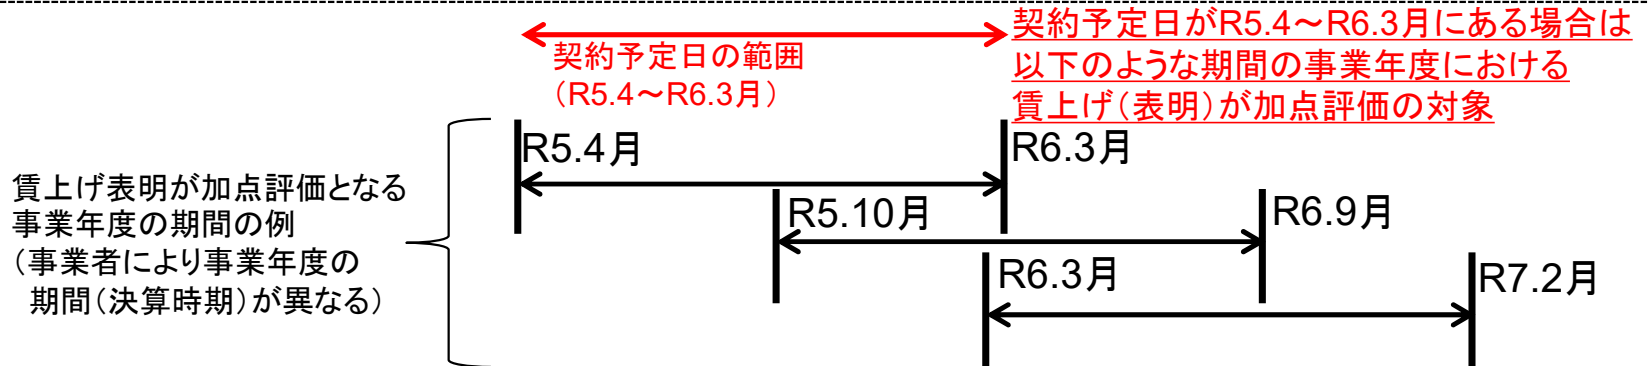 契約予定日の範囲
（R5.4～R6.3月）
契約予定日がR5.4～R6.3月にある場合は
以下のような期間の事業年度における
賃上げ（表明）が加点評価の対象
賃上げ表明が加点評価となる
事業年度の期間の例
（事業者により事業年度の
期間（決算時期）が異なる）
R5.4月
R6.3月
R5.10月
R6.9月
R6.3月
R7.2月